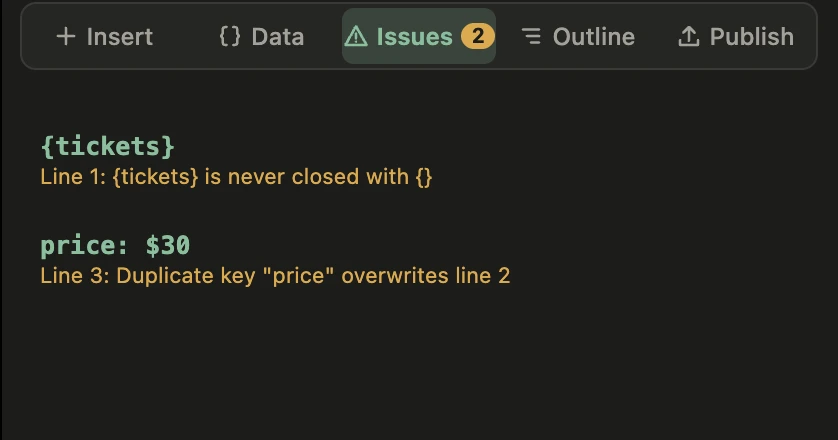 Insert {} Data Issues 2 Outline Publish
{tickets}
Line 1: {tickets} is never closed with {}
price: $30
Line 3: Duplicate key "price" overwrites line 2